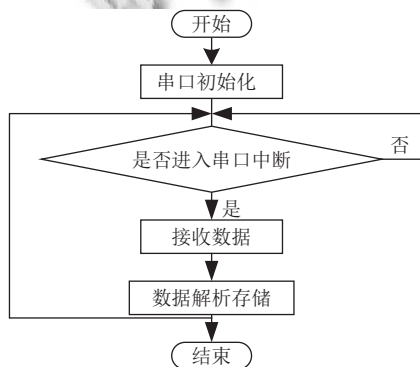 开始
串口初始化
是否进入串口中断
否
是
接收数据
数据解析存储
结束